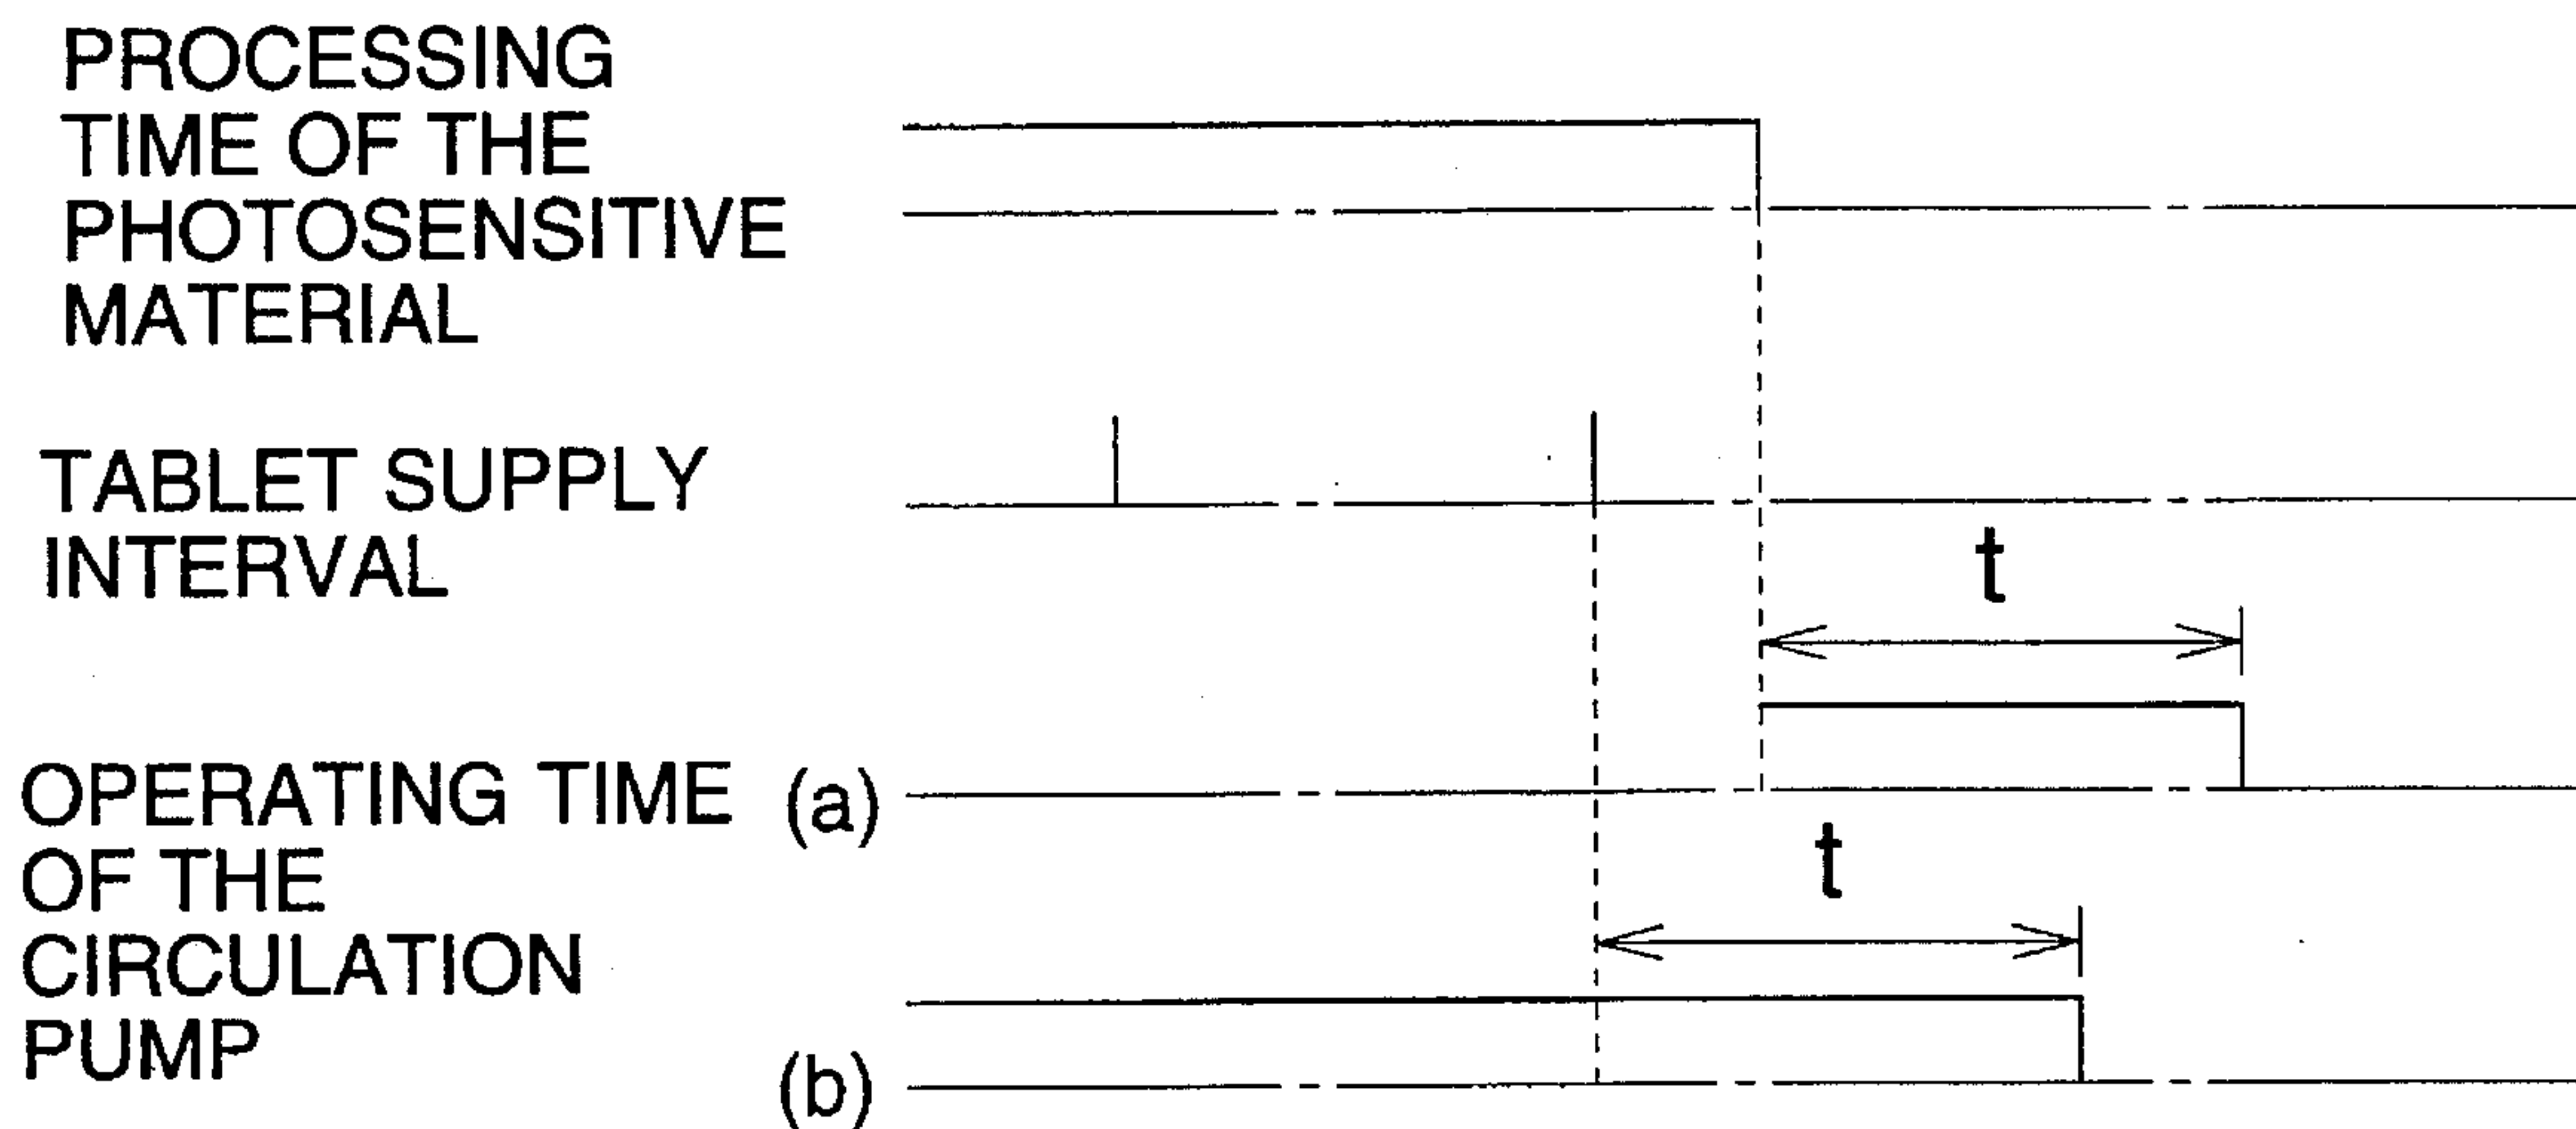 PROCESSING
TIME OF THE
PHOTOSENSITIVE
MATERIAL
TABLET SUPPLY
INTERVAL
t
OPERATING TIME (a)
OF THE
t
CIRCULATION
PUMP
(b)